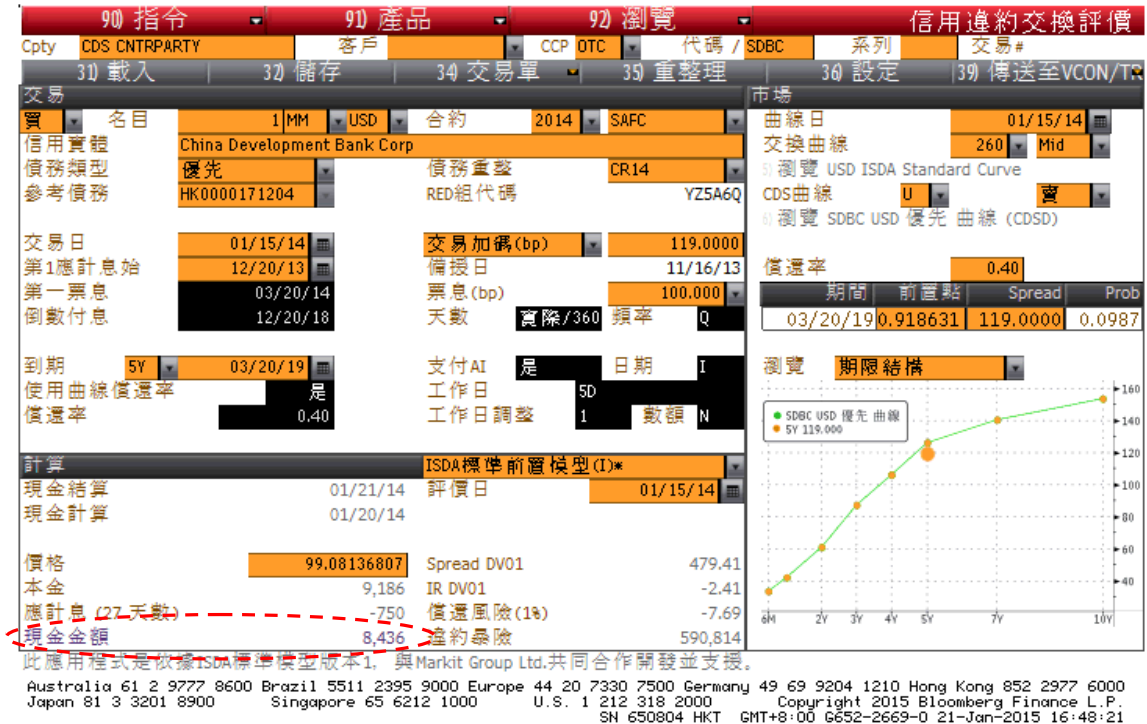 90) 指令 91) 產品 92) 瀏覽 信用違約交換評價
Cpty CDS CNTRPARTY 客戶 CCP OTC 代碼 / SDBC 系列 交易#
31) 載入 32) 儲存 34) 交易單 35) 重整理 36) 設定 39) 傳送至VCON/TR
交易 市場
買 名目 1 MM USD 合約 2014 SAFC 曲線日 01/15/14
信用實體 China Development Bank Corp 交換曲線 260 Mid
債務類型 優先 債務重整 CR14 5) 瀏覽 USD ISDA Standard Curve
參考債務 HK0000171204 RED組代碼 YZ5A6Q CDS曲線 U 賣
6) 瀏覽 SDBC USD 優先 曲線 (CDSD)
交易日 01/15/14 交易加碼(bp) 119.0000
第1應計息始 12/20/13 備援日 11/16/13 償還率 0.40
第一票息 03/20/14 票息(bp) 100.000 期間 前置點 Spread Prob
倒數付息 12/20/18 天數 實際/360 頻率 Q 03/20/19 0.918631 119.0000 0.0987
到期 5Y 03/20/19 支付AI 是 日期 I 瀏覽 期限結構
使用曲線償還率 是 工作日 5D
償還率 0.40 工作日調整 1 數額 N
160
SDBC USD 優先 曲線
5Y 119.000
140
120
100
80
60
40
6M 2Y 3Y 4Y 5Y 7Y 10Y
計算 ISDA標準前置模型(I)*
現金結算 01/21/14 評價日 01/15/14
現金計算 01/20/14
價格 99.08136807 Spread DV01 479.41
本金 9,186 IR DV01 -2.41
應計息 (27 天數) -750 償還風險(1%) -7.69
現金金額 8,436 違約暴險 590,814
此應用程式是依據ISDA標準模型版本1, 與Markit Group Ltd.共同合作開發並支援。
Australia 61 2 9777 8600 Brazil 5511 2395 9000 Europe 44 20 7330 7500 Germany 49 69 9204 1210 Hong Kong 852 2977 6000
Japan 81 3 3201 8900 Singapore 65 6212 1000 U.S. 1 212 318 2000 Copyright 2015 Bloomberg Finance L.P.
SN 650804 HKT GMT+8:00 G652-2669-0 21-Jan-2015 16:48:21